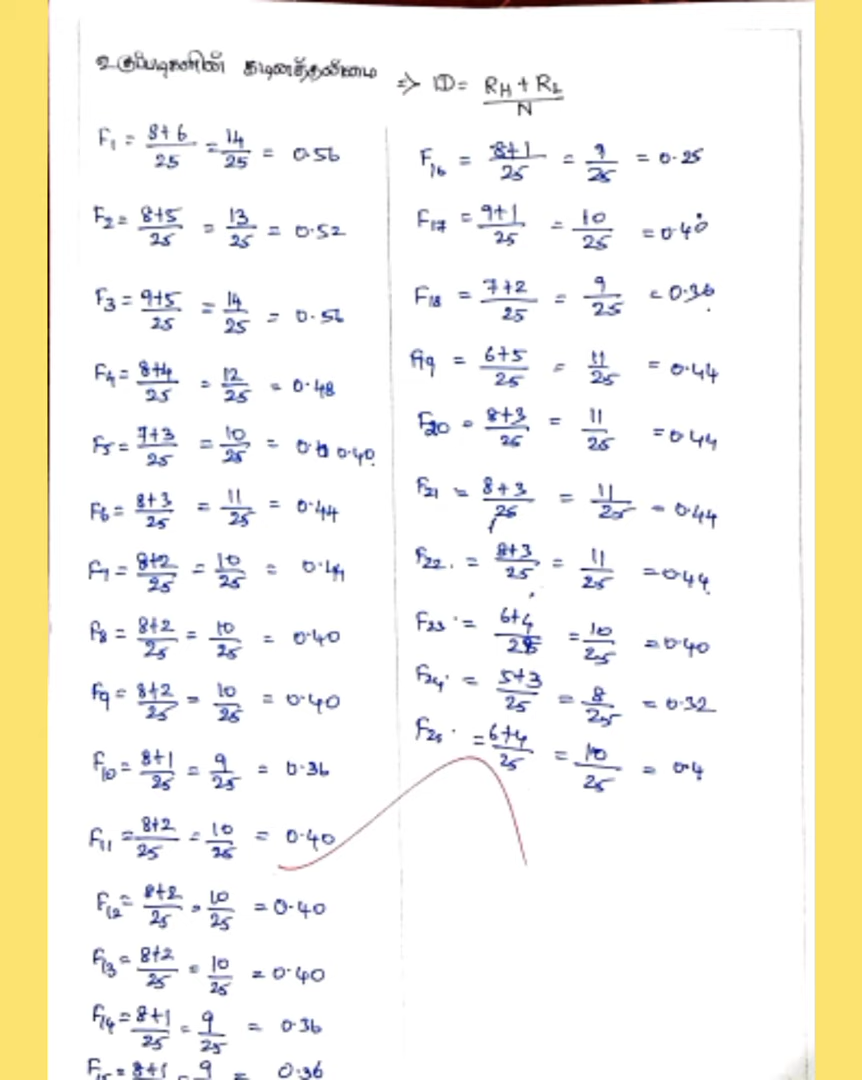 உருப்படிகளின் கடினத்தன்மை => ID = (RH + RL)/N
F1 = 8+6/25 = 14/25 = 0.56
F2 = 8+5/25 = 13/25 = 0.52
F3 = 9+5/25 = 14/25 = 0.56
F4 = 8+4/25 = 12/25 = 0.48
F5 = 7+3/25 = 10/25 = 0.40
F6 = 8+3/25 = 11/25 = 0.44
F7 = 8+2/25 = 10/25 =
F8 = 8+2/25 = 10/25 = 0.40
F9 = 8+2/25 = 10/25 = 0.40
F10 = 8+1/25 = 9/25 = 0.36
F11 = 8+2/25 = 10/25 = 0.40
F12 = 8+2/25 = 10/25 = 0.40
F13 = 8+2/25 = 10/25 = 0.40
F14 = 8+1/25 = 9/25 = 0.36
F15 = 8+1 = 9 = 0.36
F16 = 8+1/25 = 9/25 = 0.25
F17 = 9+1/25 = 10/25 = 0.40
F18 = 7+2/25 = 9/25 = 0.36
F19 = 6+5/25 = 11/25 = 0.44
F20 = 8+3/25 = 11/25 = 0.44
F21 = 8+3/25 = 11/25 = 0.44
F22. = 8+3/25 = 11/25 = 0.44
F23 = 6+4/25 = 10/25 = 0.40
F24 = 5+3/25 = 8/25 = 0.32
F25. = 6+4/25 = 10/25 = 0.4